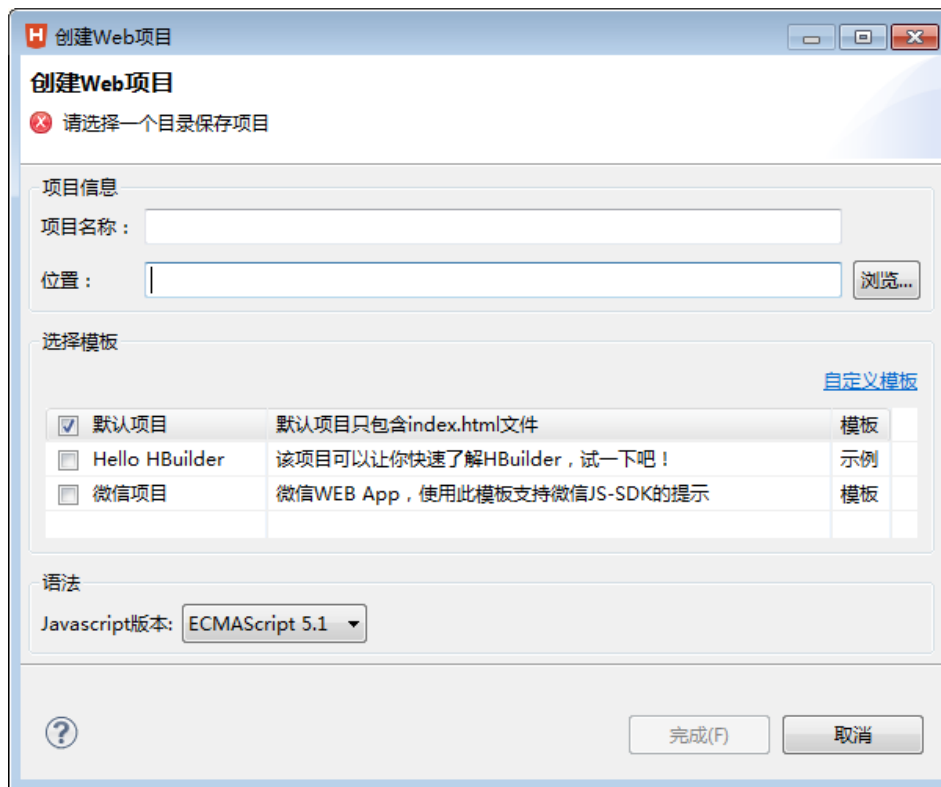 创建Web项目
创建Web项目
请选择一个目录保存项目
项目信息
项目名称：
位置： 浏览...
选择模板
自定义模板
默认项目 默认项目只包含index.html文件 模板
Hello HBuilder 该项目可以让你快速了解HBuilder，试一下吧！ 示例
微信项目 微信WEB App，使用此模板支持微信JS-SDK的提示 模板
语法
Javascript版本: ECMAScript 5.1
完成(F) 取消